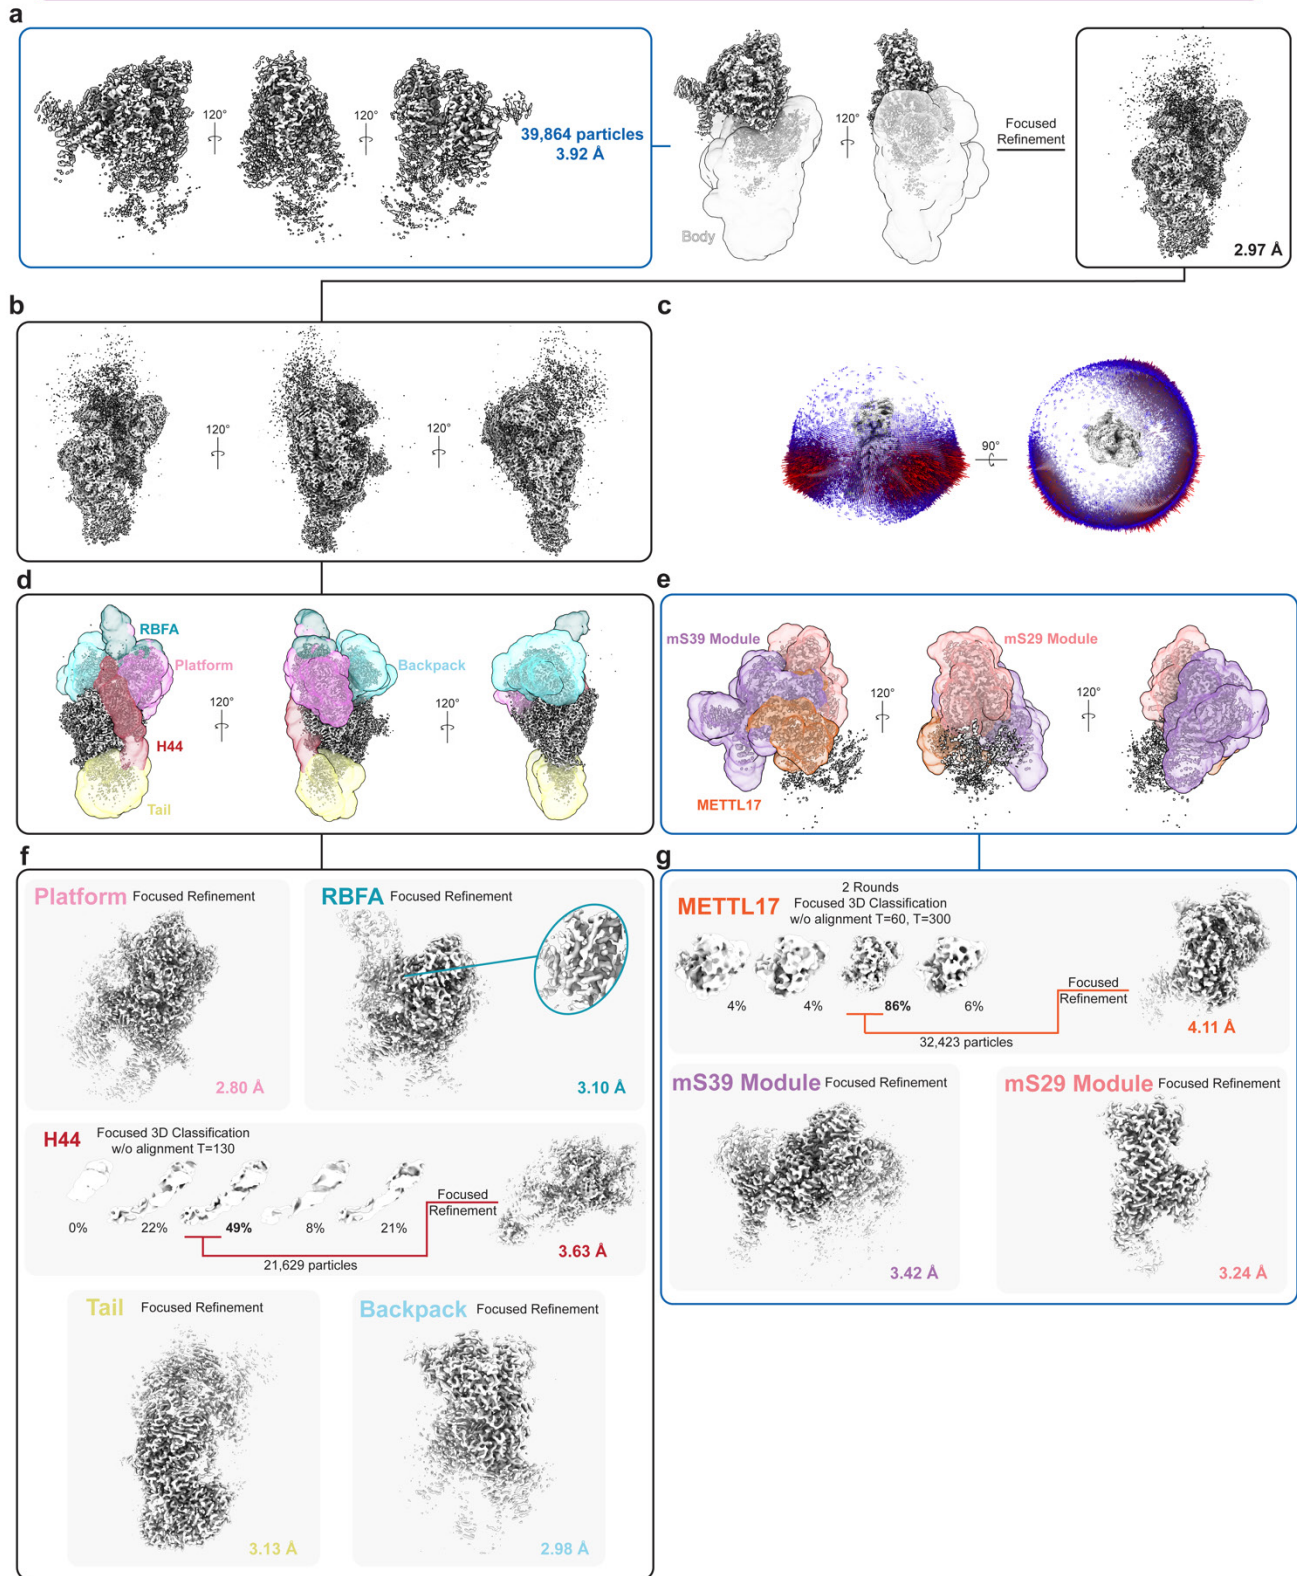 a
120°
120°
39,864 particles
3.92 Å
120°
Body
Focused
Refinement
2.97 Å
b
120°
120°
c
90°
d
RBFA
Platform
H44
Tail
120°
Backpack
120°
e
mS39 Module
METTL17
120°
mS29 Module
120°
f
Platform Focused Refinement
2.80 Å
RBFA Focused Refinement
3.10 Å
H44 Focused 3D Classification
w/o alignment T=130
0%
22%
49%
8%
21%
21,629 particles
Focused
Refinement
3.63 Å
Tail Focused Refinement
3.13 Å
Backpack Focused Refinement
2.98 Å
g
METTL17
2 Rounds
Focused 3D Classification
w/o alignment T=60, T=300
4%
4%
86%
6%
32,423 particles
Focused
Refinement
4.11 Å
mS39 Module Focused Refinement
3.42 Å
mS29 Module Focused Refinement
3.24 Å